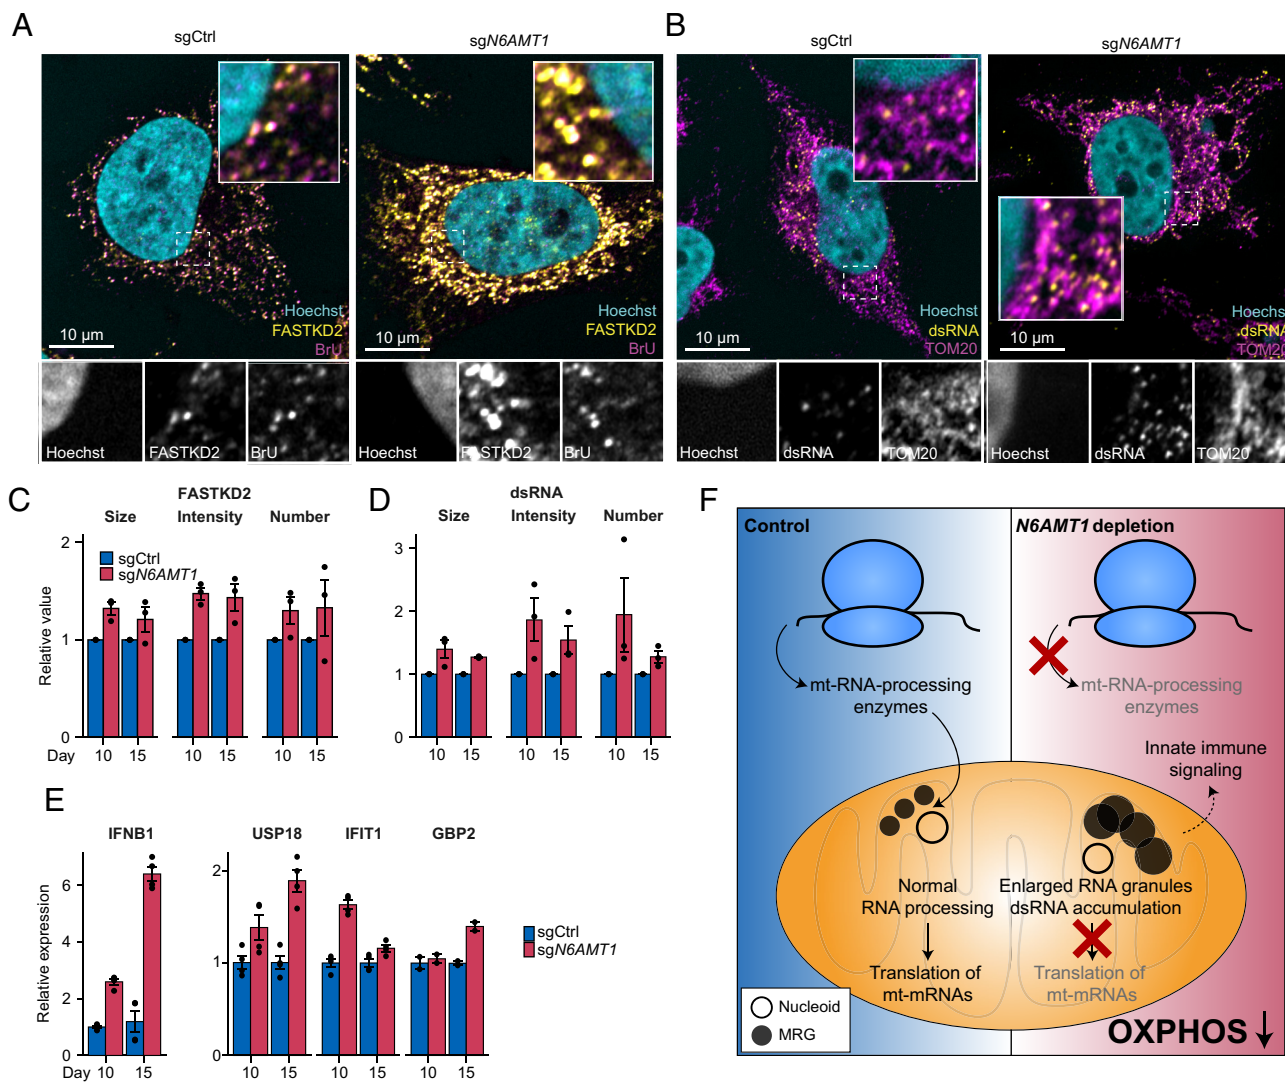 A
sgCtrl
sgN6AMT1
Hoechst
FASTKD2
BrU
10 µm
Hoechst
FASTKD2
BrU
10 µm
Hoechst
FASTKD2
BrU
Hoechst
FASTKD2
BrU
B
sgCtrl
sgN6AMT1
Hoechst
dsRNA
TOM20
10 µm
Hoechst
dsRNA
TOM20
10 µm
Hoechst
dsRNA
TOM20
Hoechst
dsRNA
TOM20
C
FASTKD2
Size
Intensity
Number
sgCtrl
sgN6AMT1
Relative value
2
1
0
Day
10
15
10
15
10
15
D
dsRNA
Size
Intensity
Number
3
2
1
0
10
15
10
15
10
15
E
IFNB1
USP18
IFIT1
GBP2
Relative expression
6
4
2
0
2
1
0
sgCtrl
sgN6AMT1
Day
10
15
10
15
10
15
10
15
F
Control
N6AMT1 depletion
mt-RNA-processing
enzymes
mt-RNA-processing
enzymes
Innate immune
signaling
Normal
RNA processing
Enlarged RNA granules
dsRNA accumulation
Translation of
mt-mRNAs
Translation of
mt-mRNAs
Nucleoid
MRG
OXPHOS